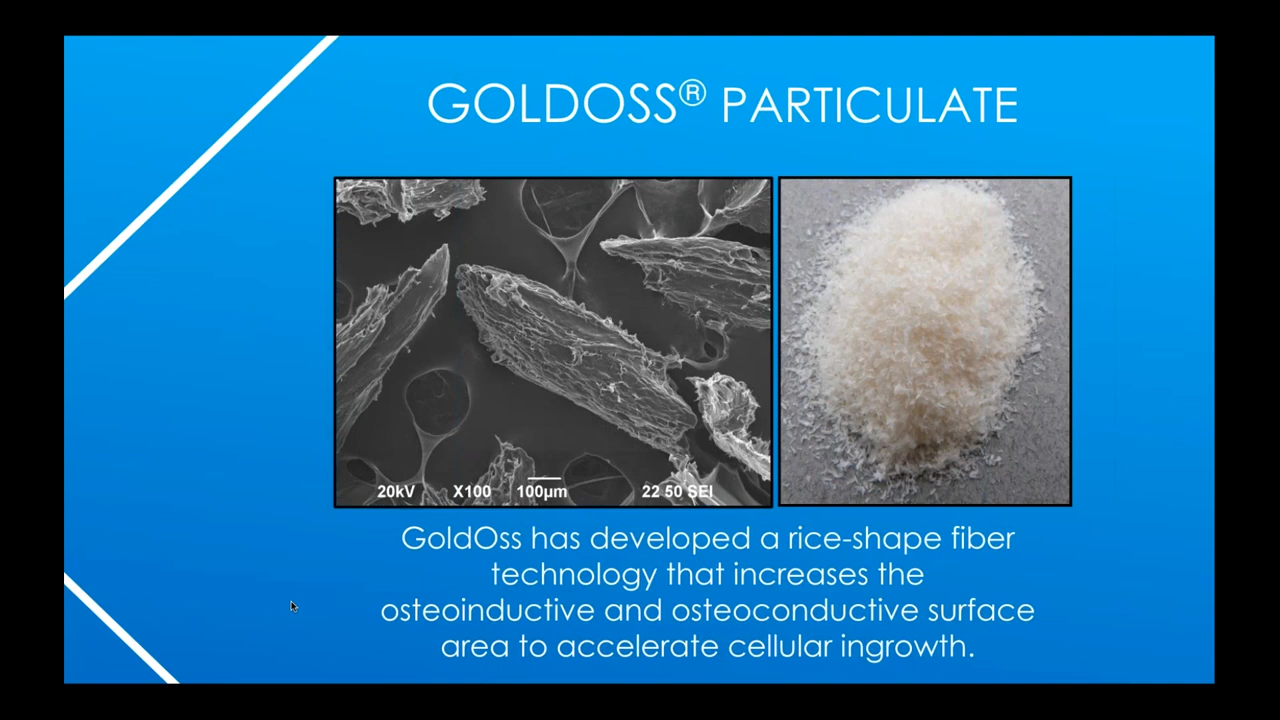 GOLDOSS® PARTICULATE
20kV X100 100µm 22 50 SEI
GoldOss has developed a rice-shape fiber
technology that increases the
osteoinductive and osteoconductive surface
area to accelerate cellular ingrowth.